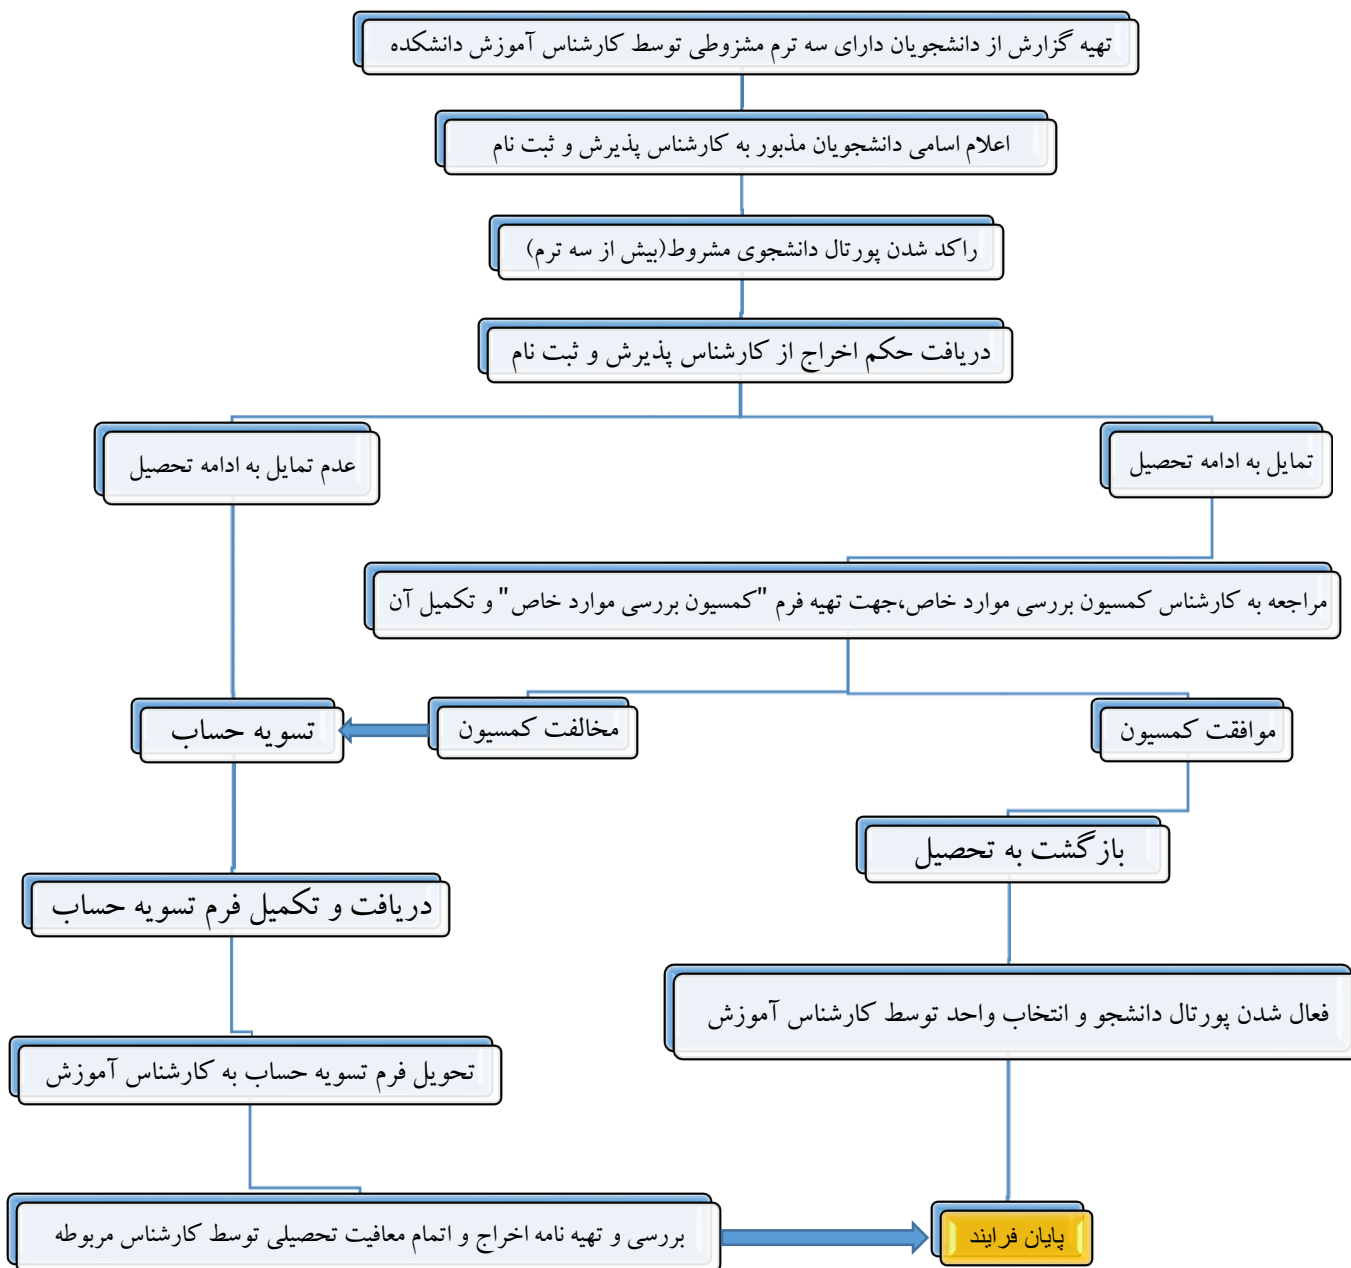 تهیه گزارش از دانشجویان دارای سه ترم مشزوطی توسط کارشناس آموزش دانشکده
اعلام اسامی دانشجویان مذبور به کارشناس پذیرش و ثبت نام
راکد شدن پورتال دانشجوی مشروط(بیش از سه ترم)
دریافت حکم اخراج از کارشناس پذیرش و ثبت نام
تمایل به ادامه تحصیل
عدم تمایل به ادامه تحصیل
مراجعه به کارشناس کمسیون بررسی موارد خاص،جهت تهیه فرم "کمسیون بررسی موارد خاص" و تکمیل آن
موافقت کمسیون
مخالفت کمسیون
تسویه حساب
بازگشت به تحصیل
دریافت و تکمیل فرم تسویه حساب
فعال شدن پورتال دانشجو و انتخاب واحد توسط کارشناس آموزش
تحویل فرم تسویه حساب به کارشناس آموزش
بررسی و تهیه نامه اخراج و اتمام معافیت تحصیلی توسط کارشناس مربوطه
پایان فرایند